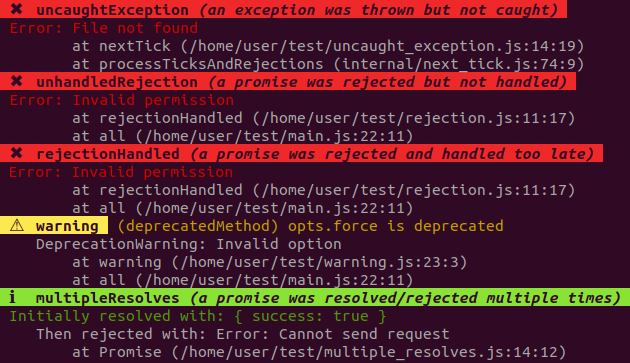 ✖ uncaughtException (an exception was thrown but not caught)
Error: File not found
at nextTick (/home/user/test/uncaught_exception.js:14:19)
at processTicksAndRejections (internal/next_tick.js:74:9)
✖ unhandledRejection (a promise was rejected but not handled)
Error: Invalid permission
at rejectionHandled (/home/user/test/rejection.js:11:17)
at all (/home/user/test/main.js:22:11)
✖ rejectionHandled (a promise was rejected and handled too late)
Error: Invalid permission
at rejectionHandled (/home/user/test/rejection.js:11:17)
at all (/home/user/test/main.js:22:11)
⚠ warning (deprecatedMethod) opts.force is deprecated
DeprecationWarning: Invalid option
at warning (/home/user/test/warning.js:23:3)
at all (/home/user/test/main.js:22:11)
ℹ multipleResolves (a promise was resolved/rejected multiple times)
Initially resolved with: { success: true }
Then rejected with: Error: Cannot send request
at Promise (/home/user/test/multiple_resolves.js:14:12)